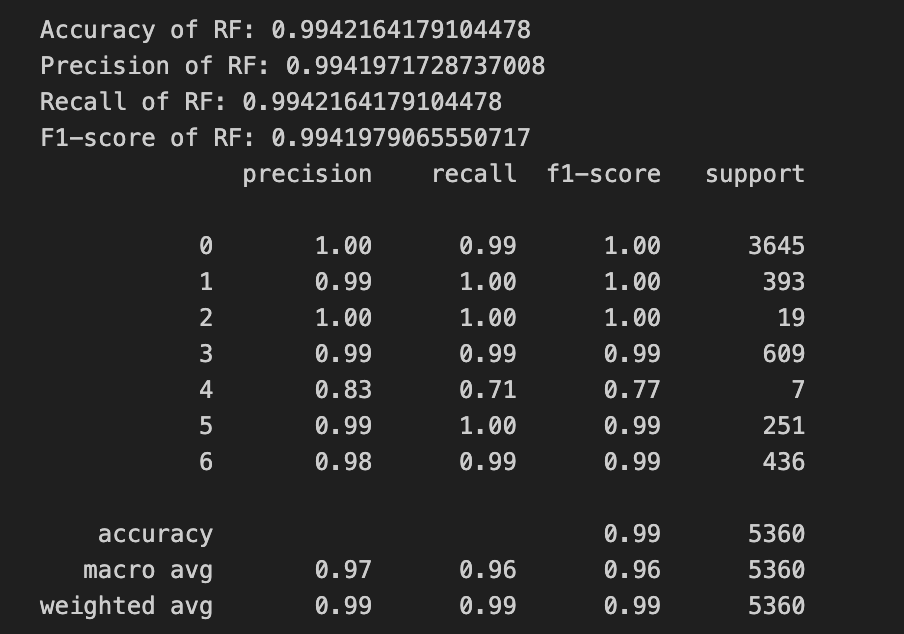 Accuracy of RF: 0.9942164179104478
Precision of RF: 0.9941971728737008
Recall of RF: 0.9942164179104478
F1-score of RF: 0.9941979065550717
precision recall f1-score support
0 1.00 0.99 1.00 3645
1 0.99 1.00 1.00 393
2 1.00 1.00 1.00 19
3 0.99 0.99 0.99 609
4 0.83 0.71 0.77 7
5 0.99 1.00 0.99 251
6 0.98 0.99 0.99 436
accuracy 0.99 5360
macro avg 0.97 0.96 0.96 5360
weighted avg 0.99 0.99 0.99 5360